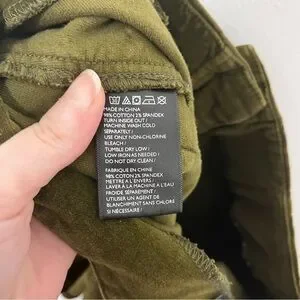 MADE IN CHINA
98% COTTON 2% SPANDEX
TURN INSIDE OUT /
MACHINE WASH COLD
SEPARATELY /
USE ONLY NON-CHLORINE
BLEACH /
TUMBLE DRY LOW /
LOW IRON AS NEEDED /
DO NOT DRY CLEAN /
FABRIQUE EN CHINE
98% COTON 2% SPANDEX
METTRE A L'ENVERS /
LAVER À LA MACHINE A L'EAU
FROIDE SÉPARÉMENT /
UTILISER UN AGENT DE
BLANCHIMENT SANS CHLORE
SI NÉCESSAIRE /